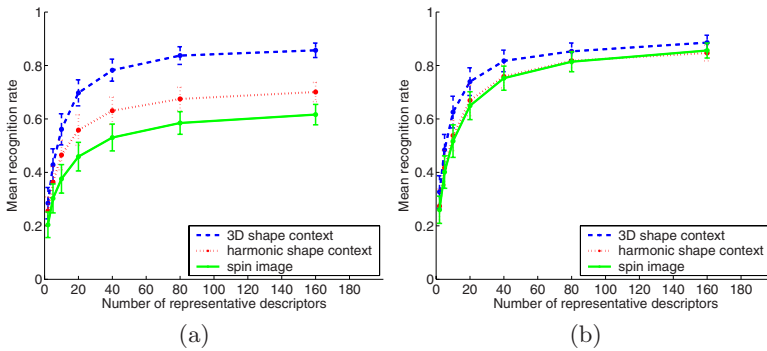 1
0.8
0.6
0.4
0.2
0
Mean recognition rate
3D shape context
harmonic shape context
spin image
0 20 40 60 80 100 120 140 160 180
Number of representative descriptors
(a)
1
0.8
0.6
0.4
0.2
0
Mean recognition rate
3D shape context
harmonic shape context
spin image
0 20 40 60 80 100 120 140 160 180
Number of representative descriptors
(b)